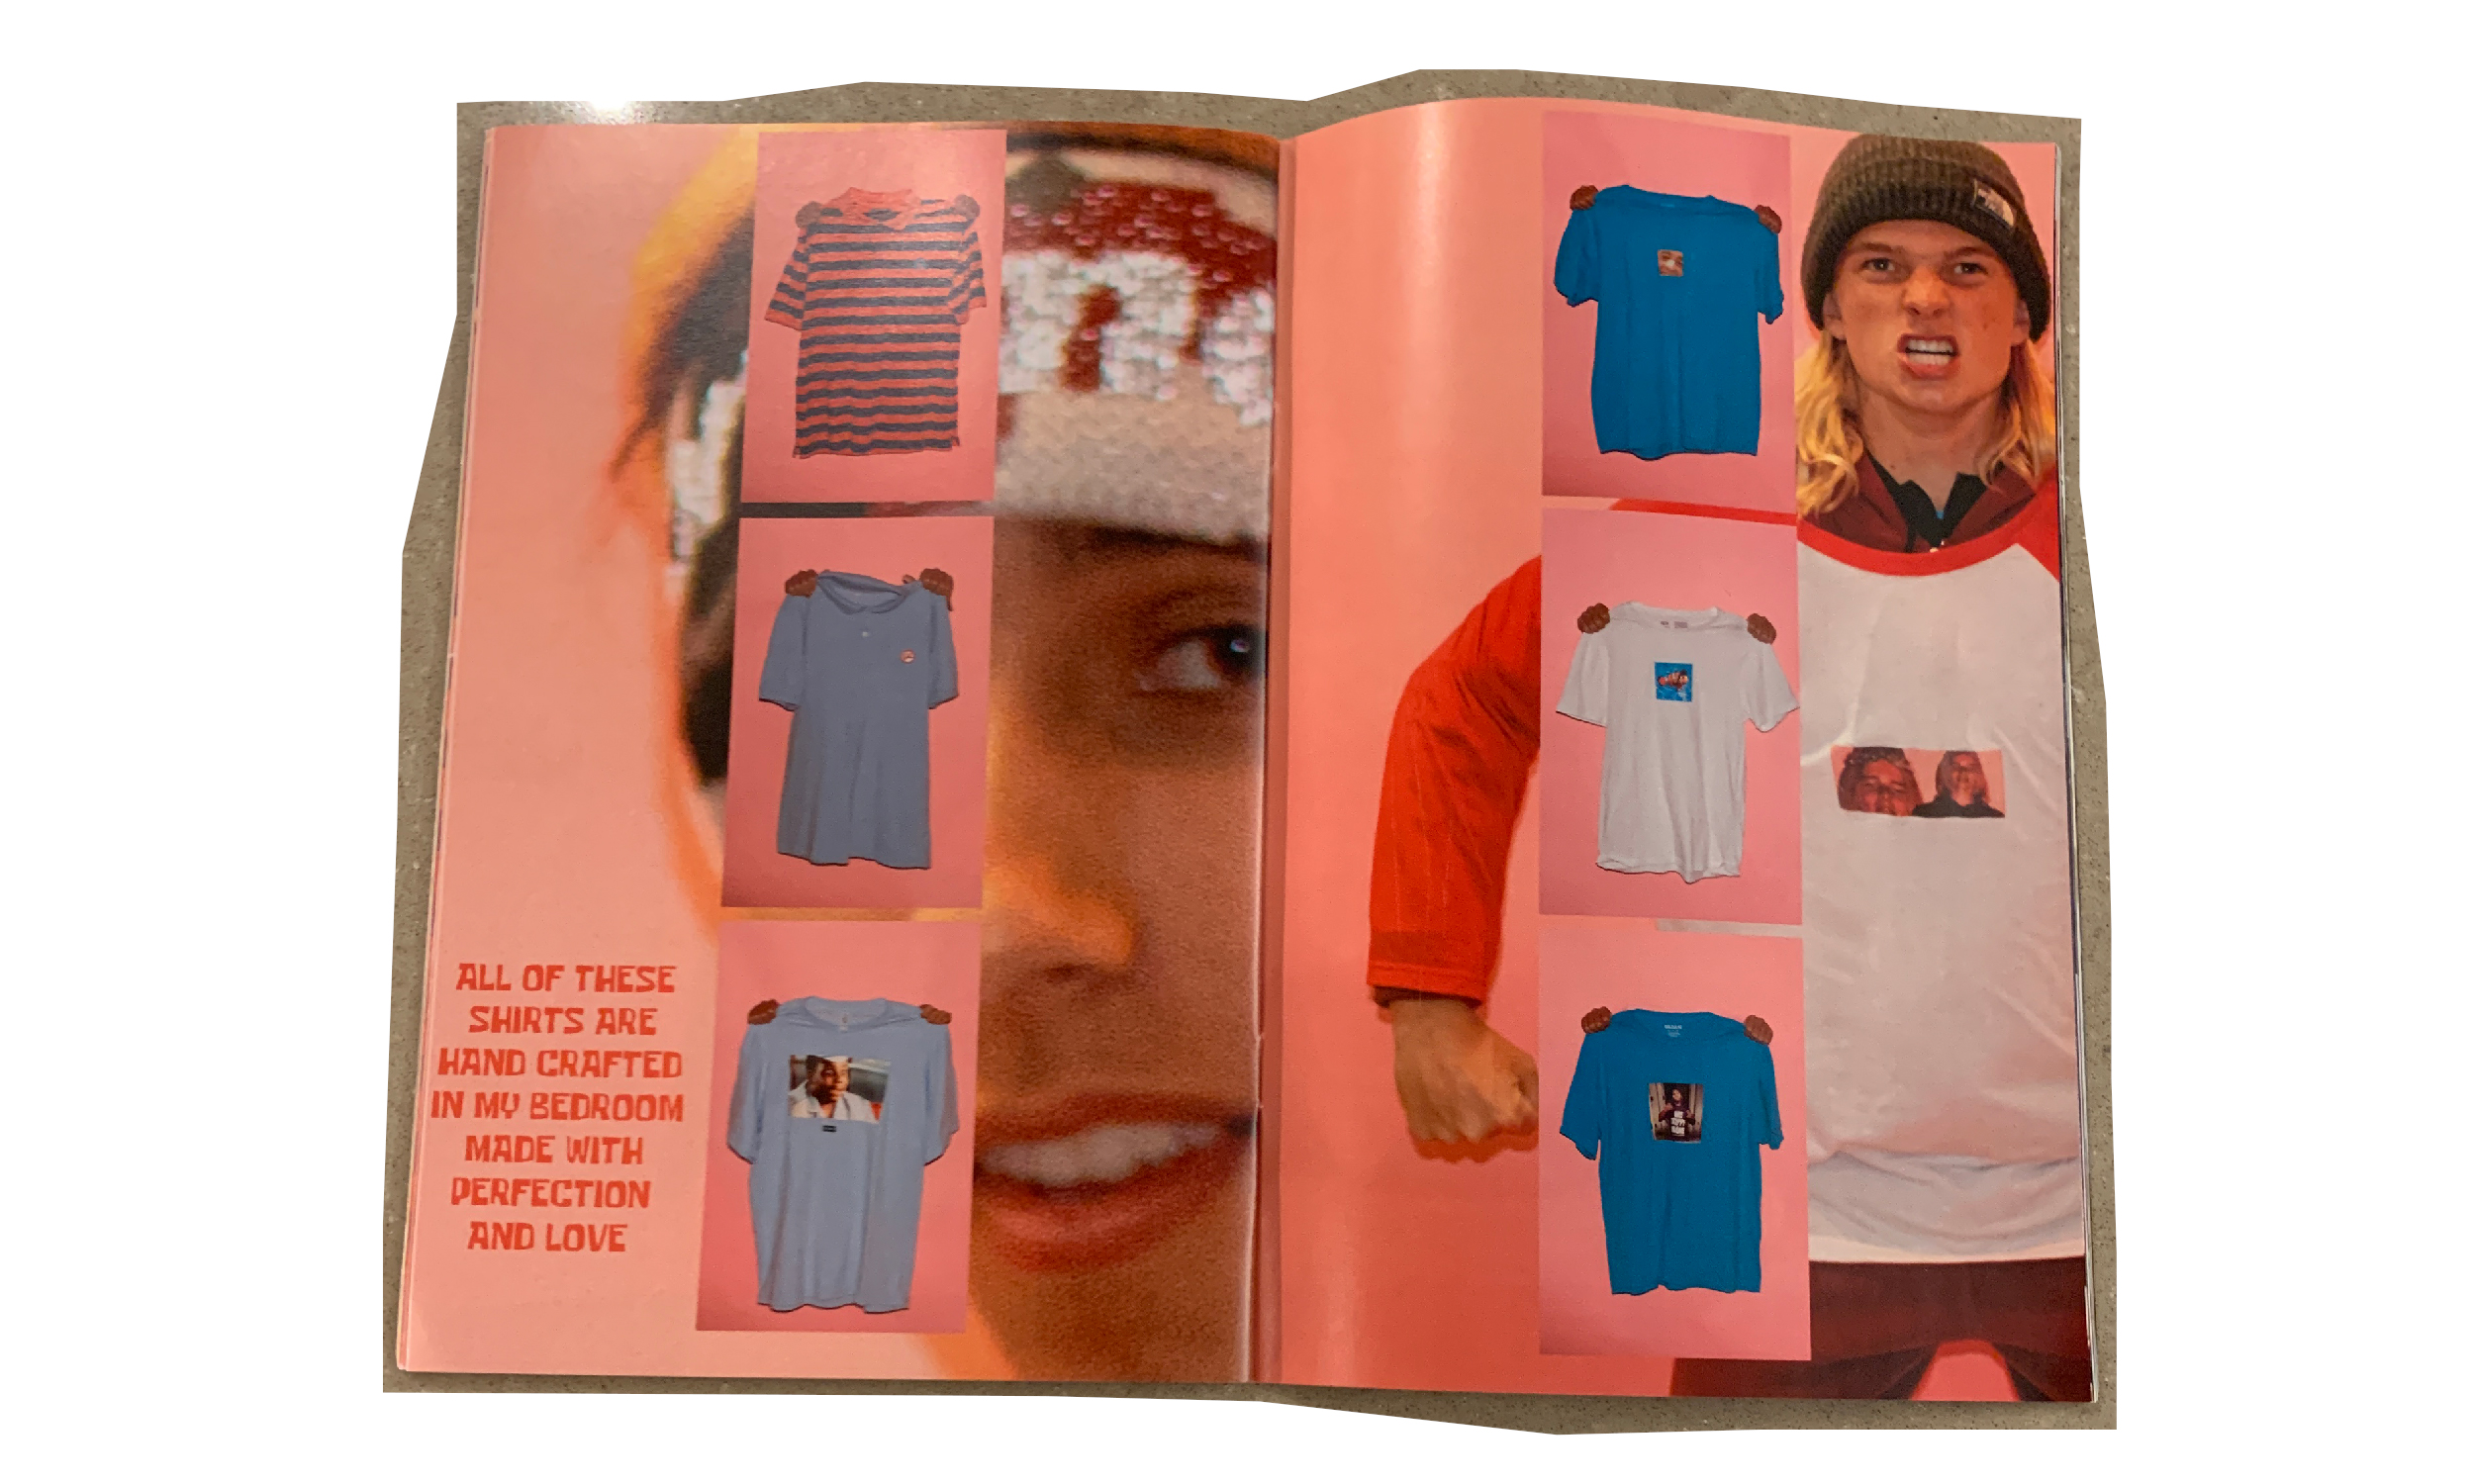 ALL OF THESE
SHIRTS ARE
HAND CRAFTED
IN MY BEDROOM
MADE WITH
PERFECTION
AND LOVE